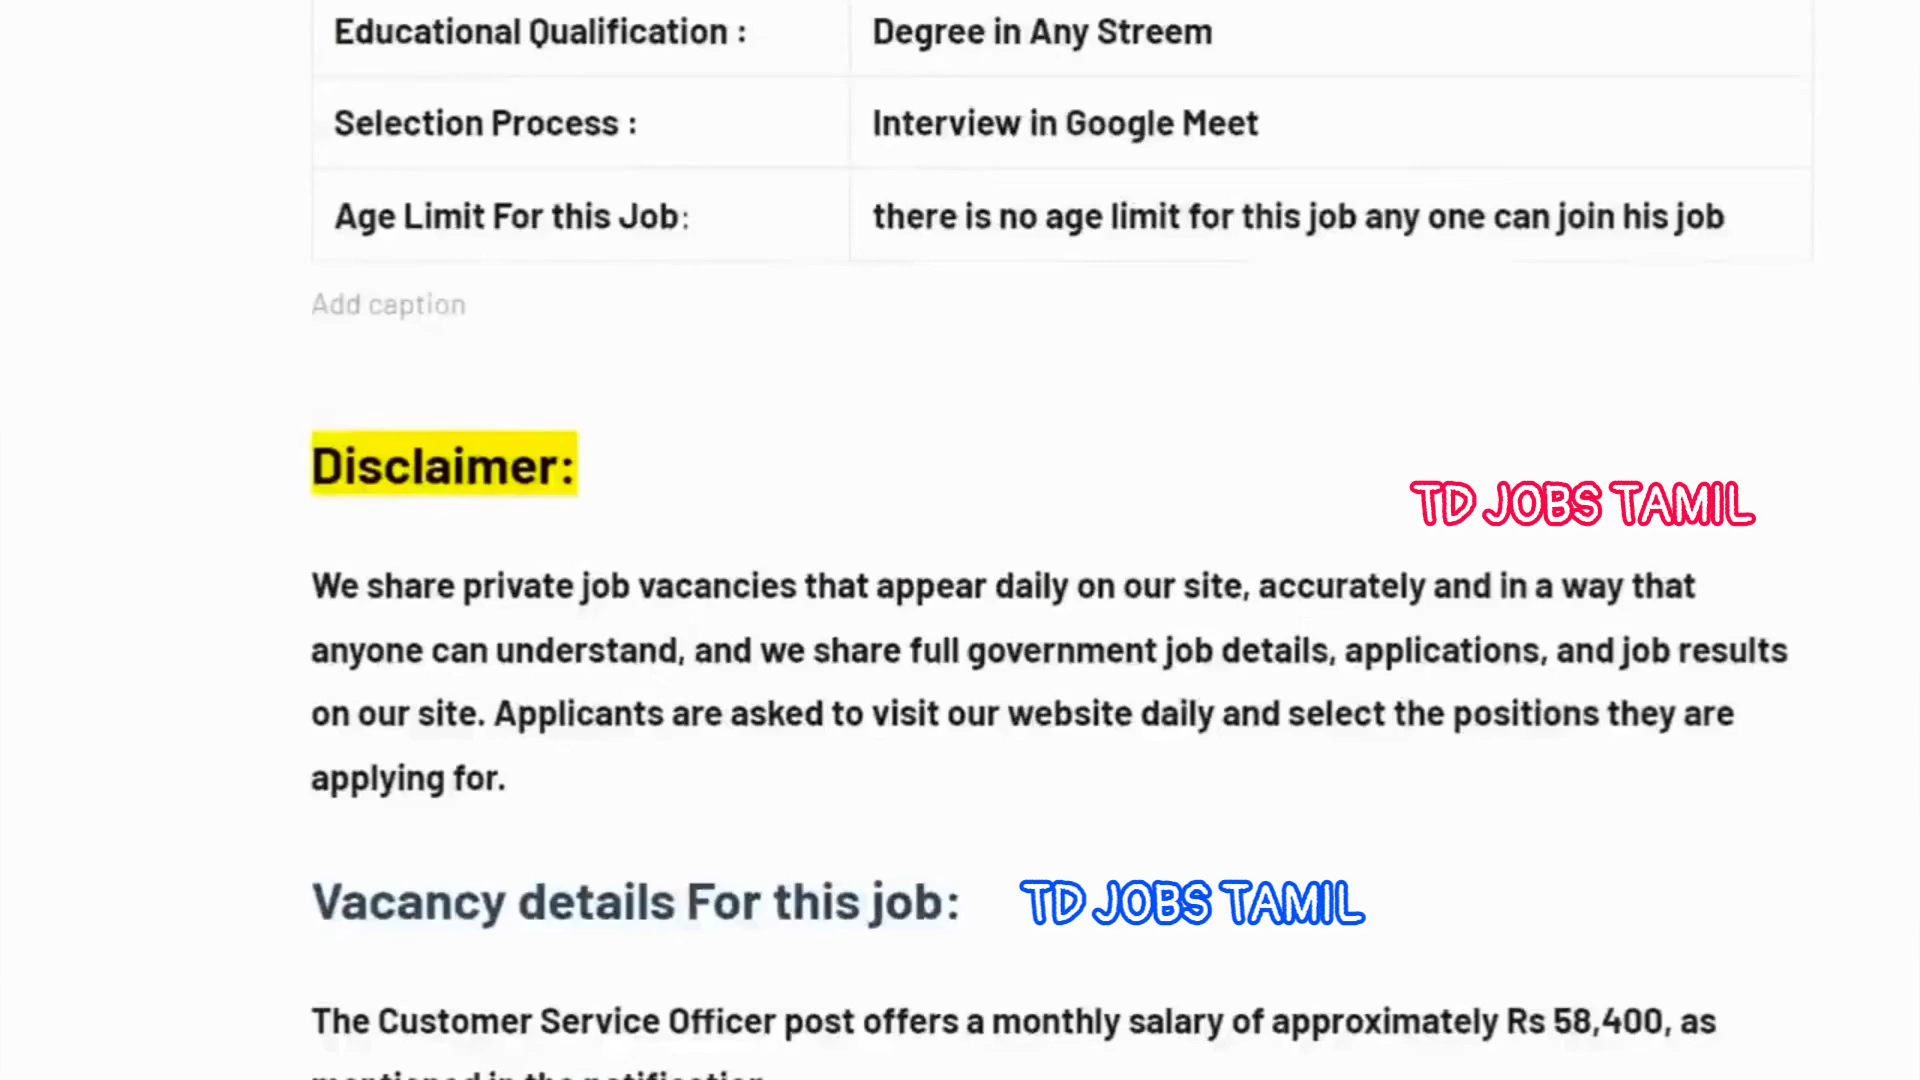 Educational Qualification : Degree in Any Streem
Selection Process : Interview in Google Meet
Age Limit For this Job: there is no age limit for this job any one can join his job
Add caption
Disclaimer:
TD JOBS TAMIL
We share private job vacancies that appear daily on our site, accurately and in a way that
anyone can understand, and we share full government job details, applications, and job results
on our site. Applicants are asked to visit our website daily and select the positions they are
applying for.
Vacancy details For this job: TD JOBS TAMIL
The Customer Service Officer post offers a monthly salary of approximately Rs 58,400, as
mentioned in the notification